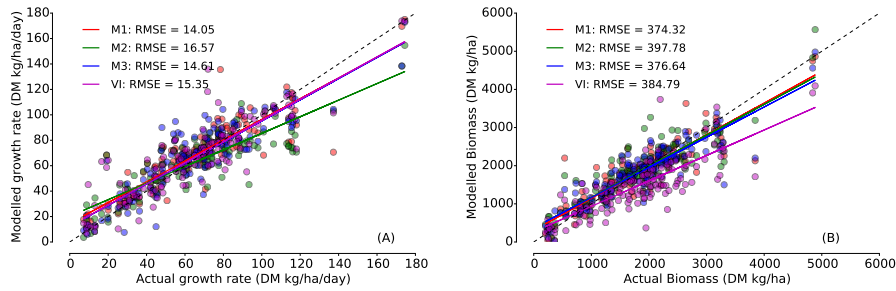 M1: RMSE = 14.05
M2: RMSE = 16.57
M3: RMSE = 14.61
VI: RMSE = 15.35
Modelled growth rate (DM kg/ha/day)
180
160
140
120
100
80
60
40
20
0
0 20 40 60 80 100 120 140 160 180
Actual growth rate (DM kg/ha/day)
(A)
M1: RMSE = 374.32
M2: RMSE = 397.78
M3: RMSE = 376.64
VI: RMSE = 384.79
Modelled Biomass (DM kg/ha)
6000
5000
4000
3000
2000
1000
0
0 1000 2000 3000 4000 5000 6000
Actual Biomass (DM kg/ha)
(B)